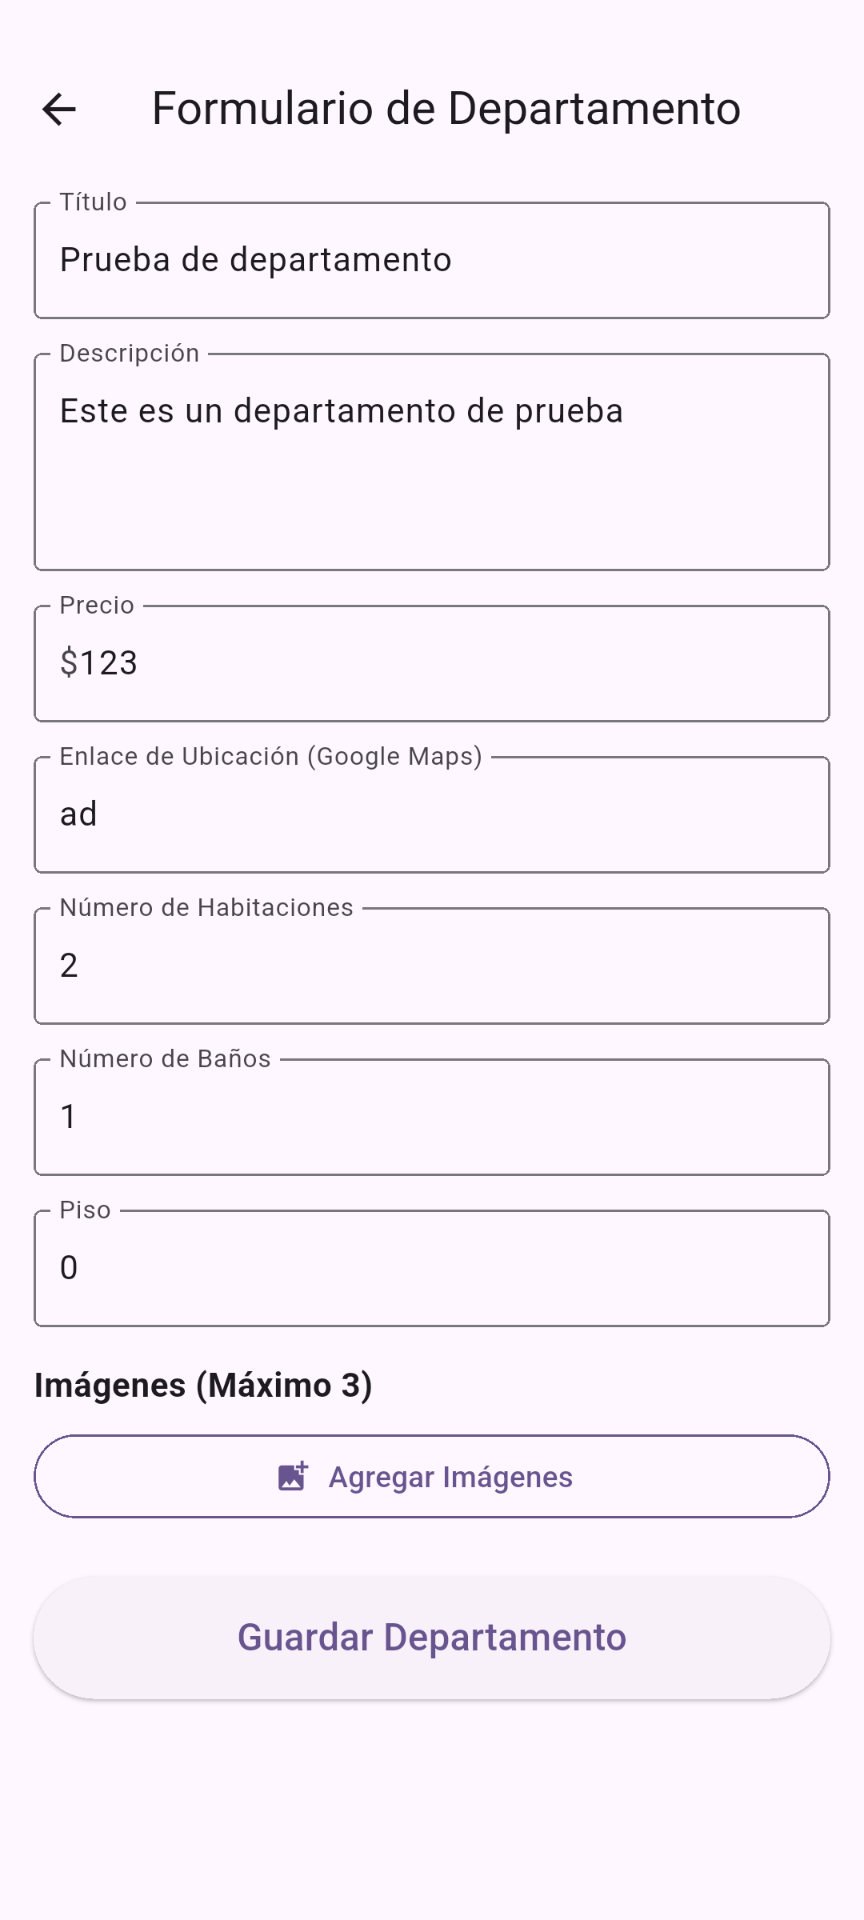 Formulario de Departamento
Título
Prueba de departamento
Descripción
Este es un departamento de prueba
Precio
$123
Enlace de Ubicación (Google Maps)
ad
Número de Habitaciones
2
Número de Baños
1
Piso
0
Imágenes (Máximo 3)
Agregar Imágenes
Guardar Departamento